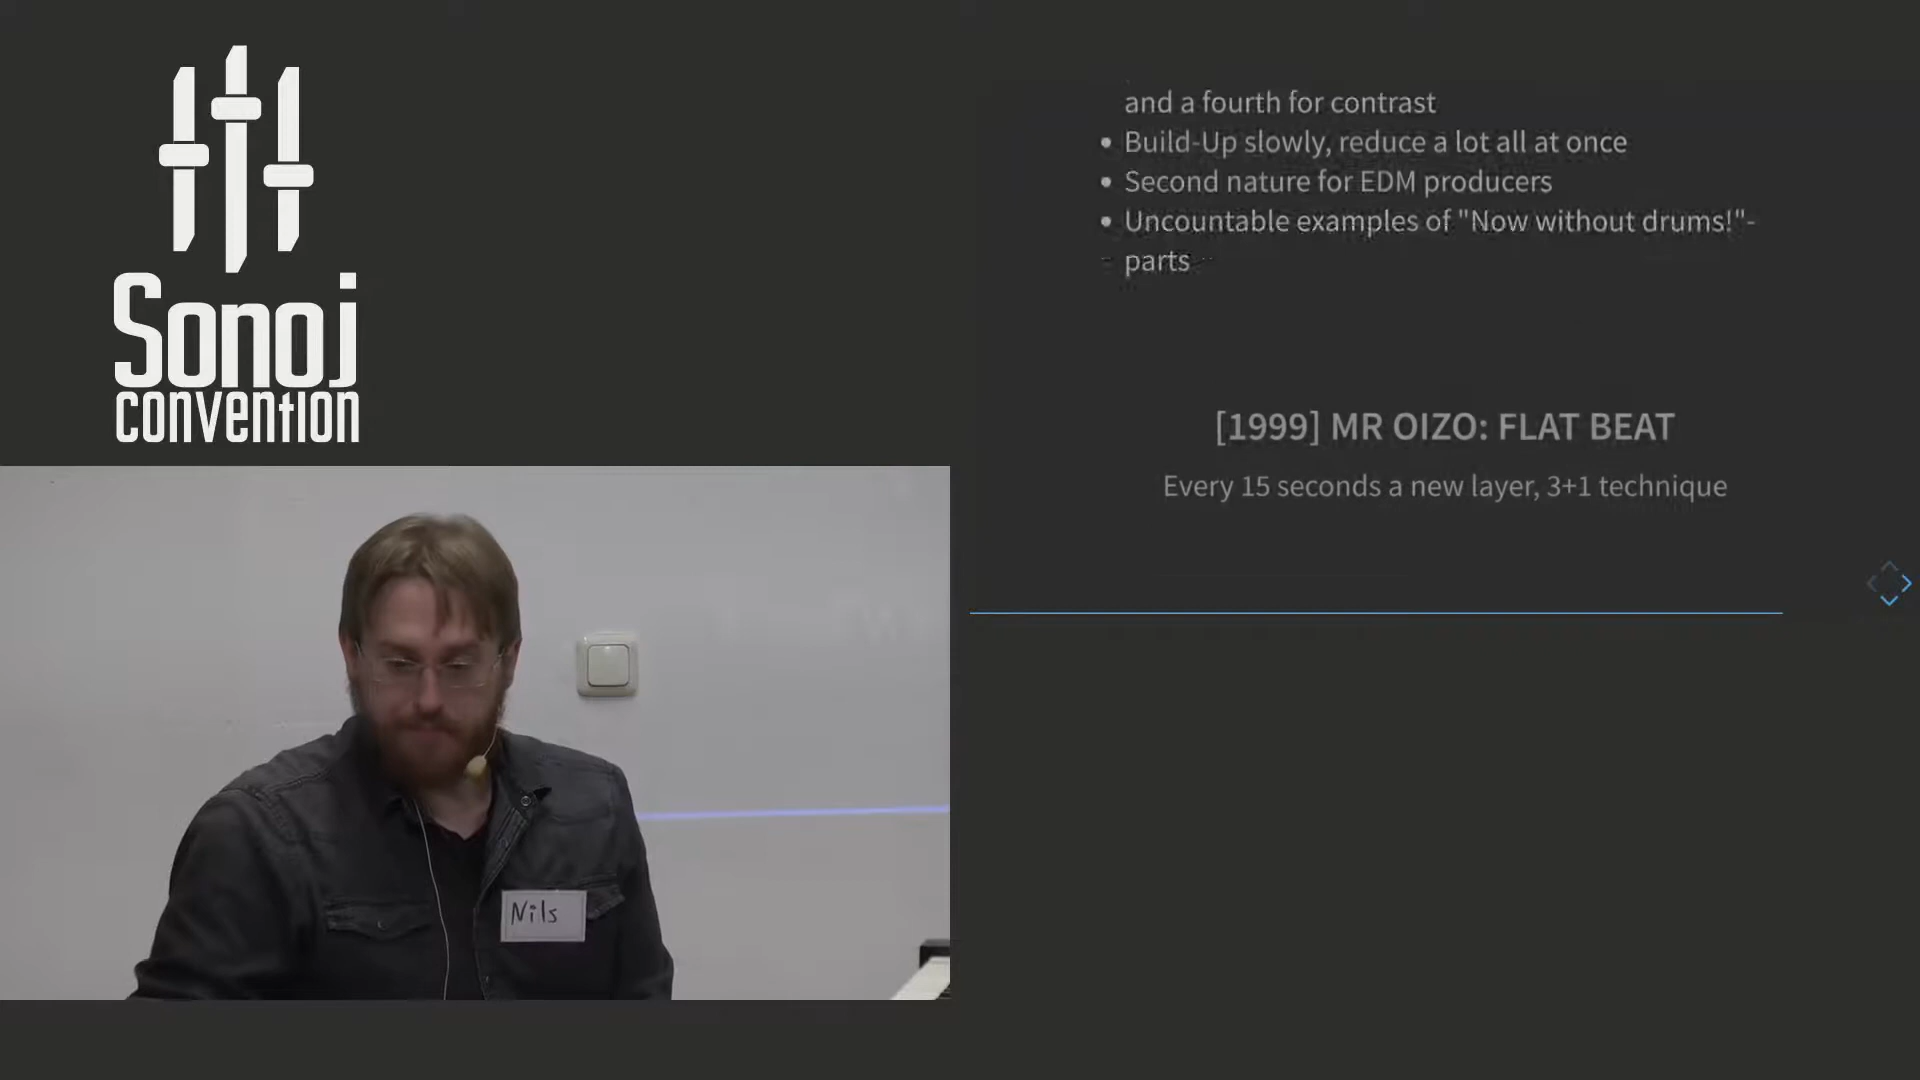 Sonoj
convention
and a fourth for contrast
• Build-Up slowly, reduce a lot all at once
• Second nature for EDM producers
• Uncountable examples of "Now without drums!"-
parts
[1999] MR OIZO: FLAT BEAT
Every 15 seconds a new layer, 3+1 technique
Nils